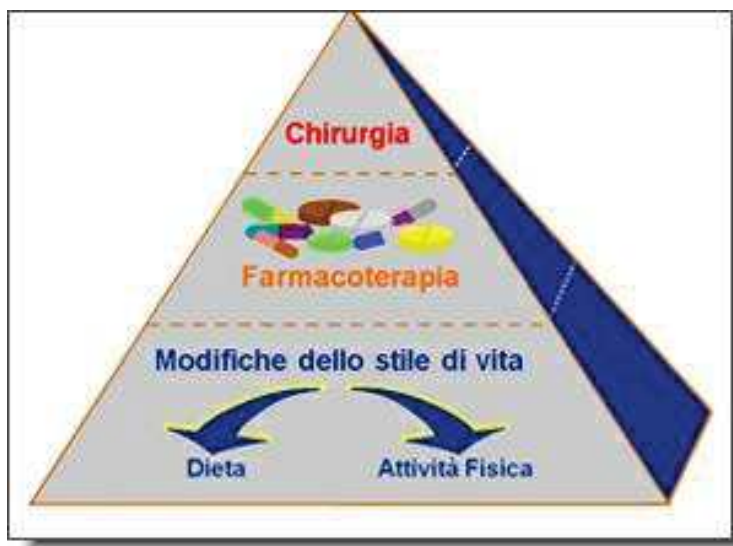 Chirurgia
Farmacoterapia
Modifiche dello stile di vita
Dieta
Attività Fisica